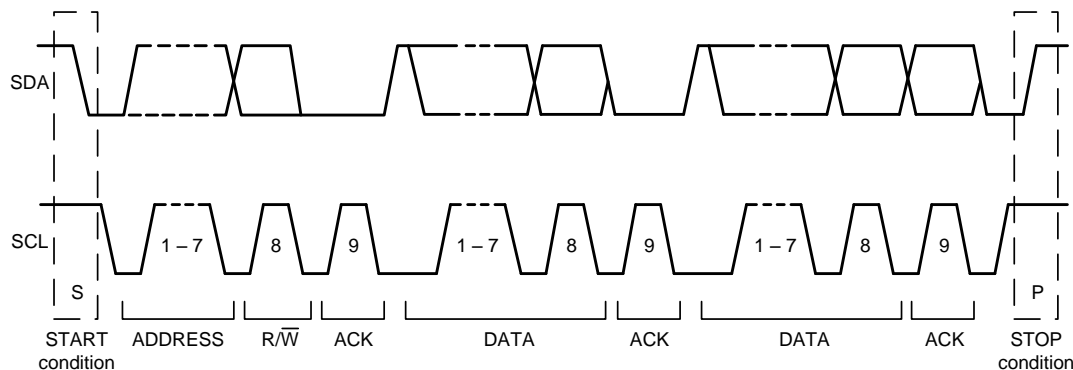 SDA
SCL
1 – 7 8 9 1 – 7 8 9 1 – 7 8 9
S P
START condition
ADDRESS
R/W̅
ACK
DATA
ACK
DATA
ACK
STOP condition